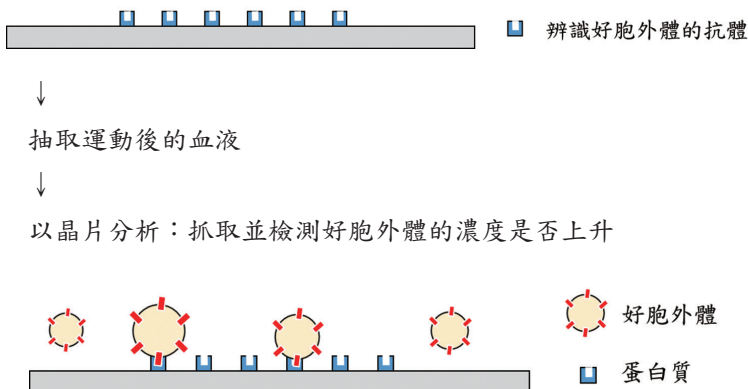 辨識好胞外體的抗體
↓
抽取運動後的血液
↓
以晶片分析：抓取並檢測好胞外體的濃度是否上升
好胞外體
蛋白質